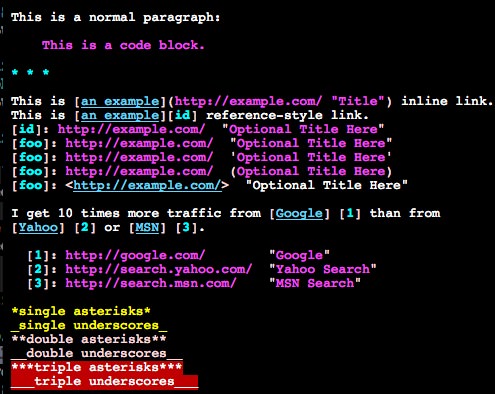 This is a normal paragraph:
This is a code block.
* * *
This is [an example](http://example.com/ "Title") inline link.
This is [an example][id] reference-style link.
[id]: http://example.com/  "Optional Title Here"
[foo]: http://example.com/  "Optional Title Here"
[foo]: http://example.com/  'Optional Title Here'
[foo]: http://example.com/  (Optional Title Here)
[foo]: <http://example.com/>  "Optional Title Here"
I get 10 times more traffic from [Google] [1] than from
[Yahoo] [2] or [MSN] [3].
[1]: http://google.com/        "Google"
[2]: http://search.yahoo.com/  "Yahoo Search"
[3]: http://search.msn.com/    "MSN Search"
*single asterisks*
_single underscores_
**double asterisks**
__double underscores__
***triple asterisks***
___triple underscores___